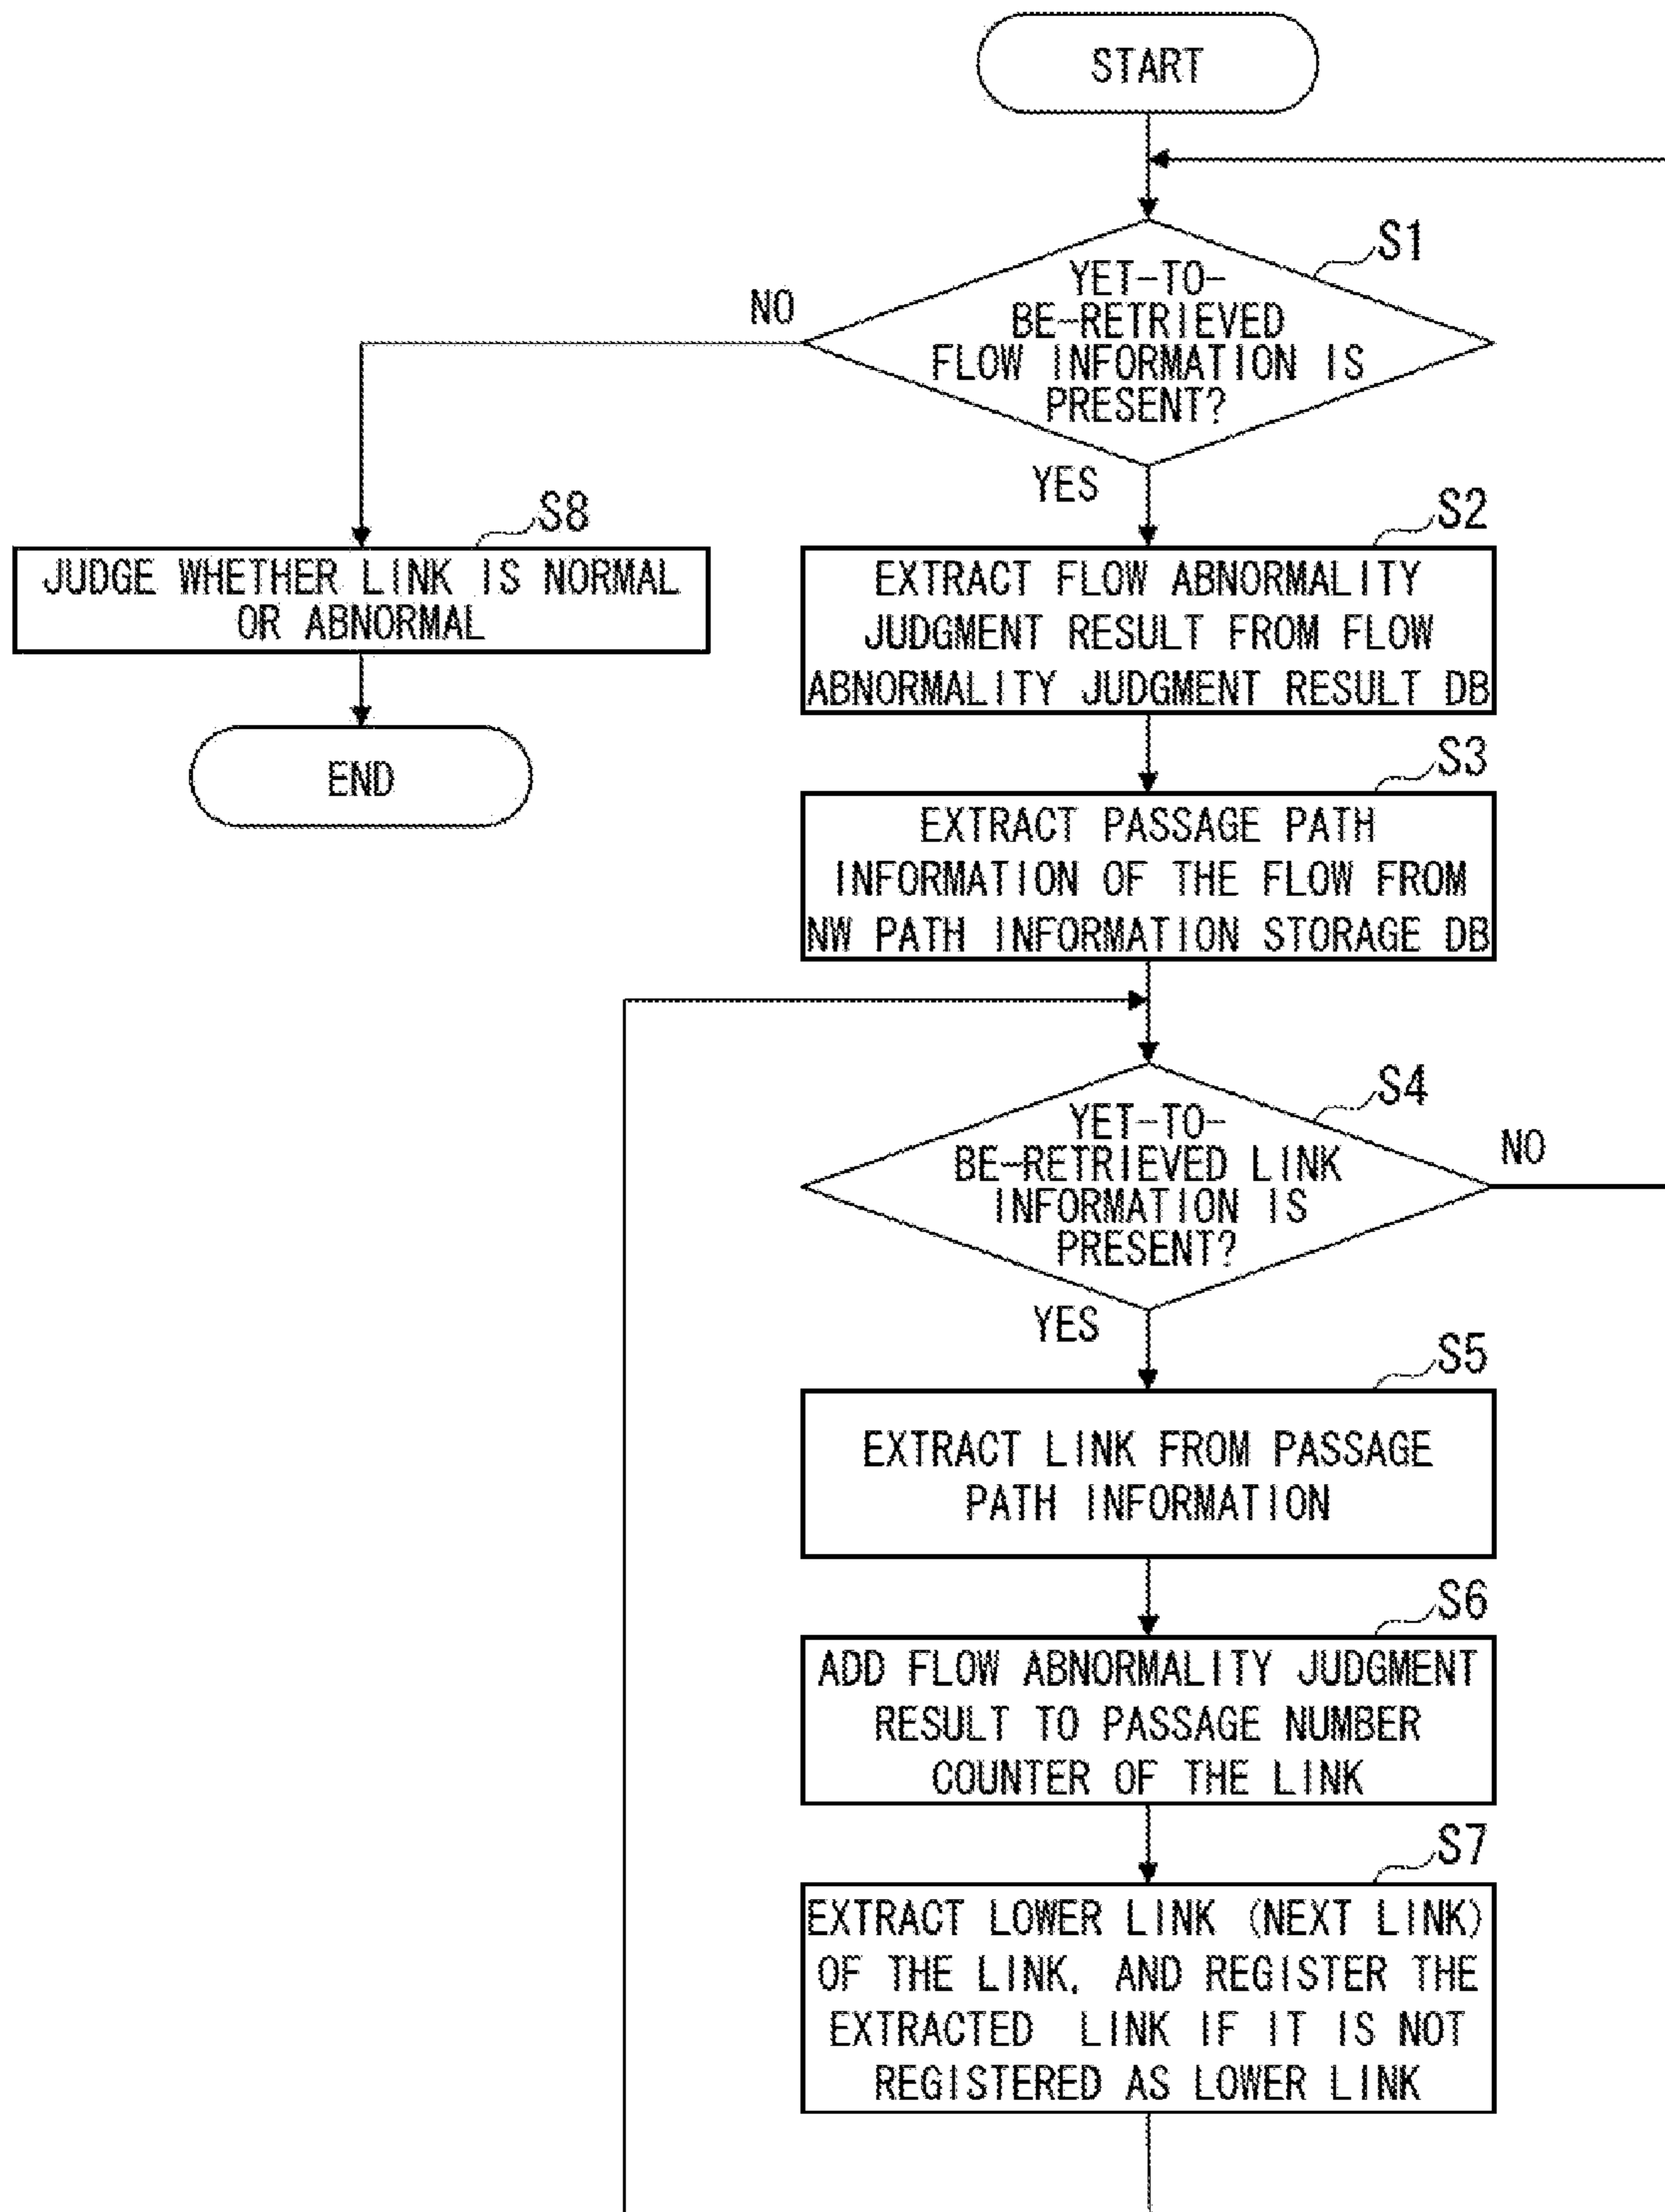 START
S1
YET-TO-
BE-RETRIEVED
FLOW INFORMATION IS
PRESENT?
NO
YES
S8
JUDGE WHETHER LINK IS NORMAL
OR ABNORMAL
END
S2
EXTRACT FLOW ABNORMALITY
JUDGMENT RESULT FROM FLOW
ABNORMALITY JUDGMENT RESULT DB
S3
EXTRACT PASSAGE PATH
INFORMATION OF THE FLOW FROM
NW PATH INFORMATION STORAGE DB
S4
YET-TO-
BE-RETRIEVED LINK
INFORMATION IS
PRESENT?
NO
YES
S5
EXTRACT LINK FROM PASSAGE
PATH INFORMATION
S6
ADD FLOW ABNORMALITY JUDGMENT
RESULT TO PASSAGE NUMBER
COUNTER OF THE LINK
S7
EXTRACT LOWER LINK (NEXT LINK)
OF THE LINK, AND REGISTER THE
EXTRACTED LINK IF IT IS NOT
REGISTERED AS LOWER LINK